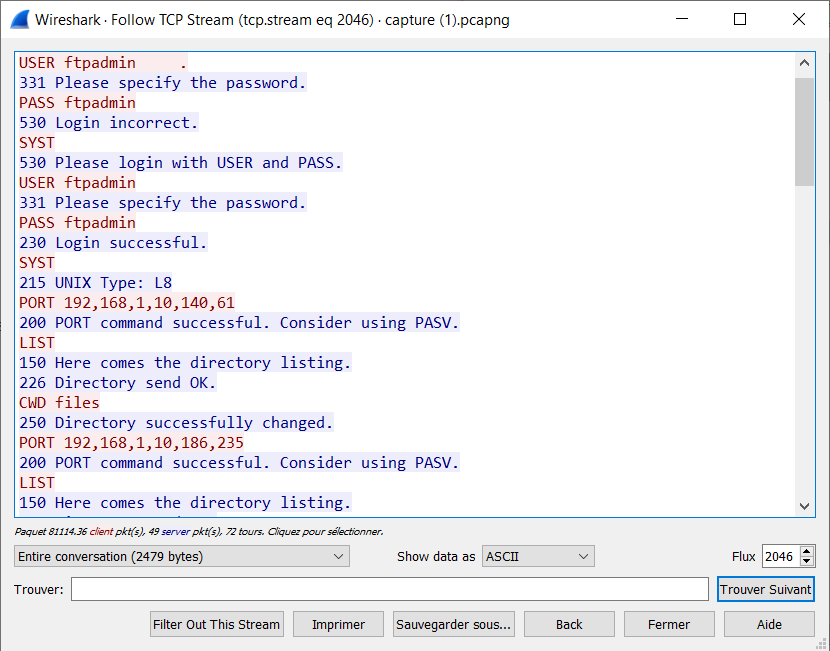 Wireshark · Follow TCP Stream (tcp.stream eq 2046) · capture (1).pcapng
USER ftpadmin     .
331 Please specify the password.
PASS ftpadmin
530 Login incorrect.
SYST
530 Please login with USER and PASS.
USER ftpadmin
331 Please specify the password.
PASS ftpadmin
230 Login successful.
SYST
215 UNIX Type: L8
PORT 192,168,1,10,140,61
200 PORT command successful. Consider using PASV.
LIST
150 Here comes the directory listing.
226 Directory send OK.
CWD files
250 Directory successfully changed.
PORT 192,168,1,10,186,235
200 PORT command successful. Consider using PASV.
LIST
150 Here comes the directory listing.
Paquet 81114.36 client pkt(s), 49 server pkt(s), 72 tours. Cliquez pour sélectionner.
Entire conversation (2479 bytes) Show data as ASCII Flux 2046
Trouver: Trouver Suivant
Filter Out This Stream Imprimer Sauvegarder sous... Back Fermer Aide